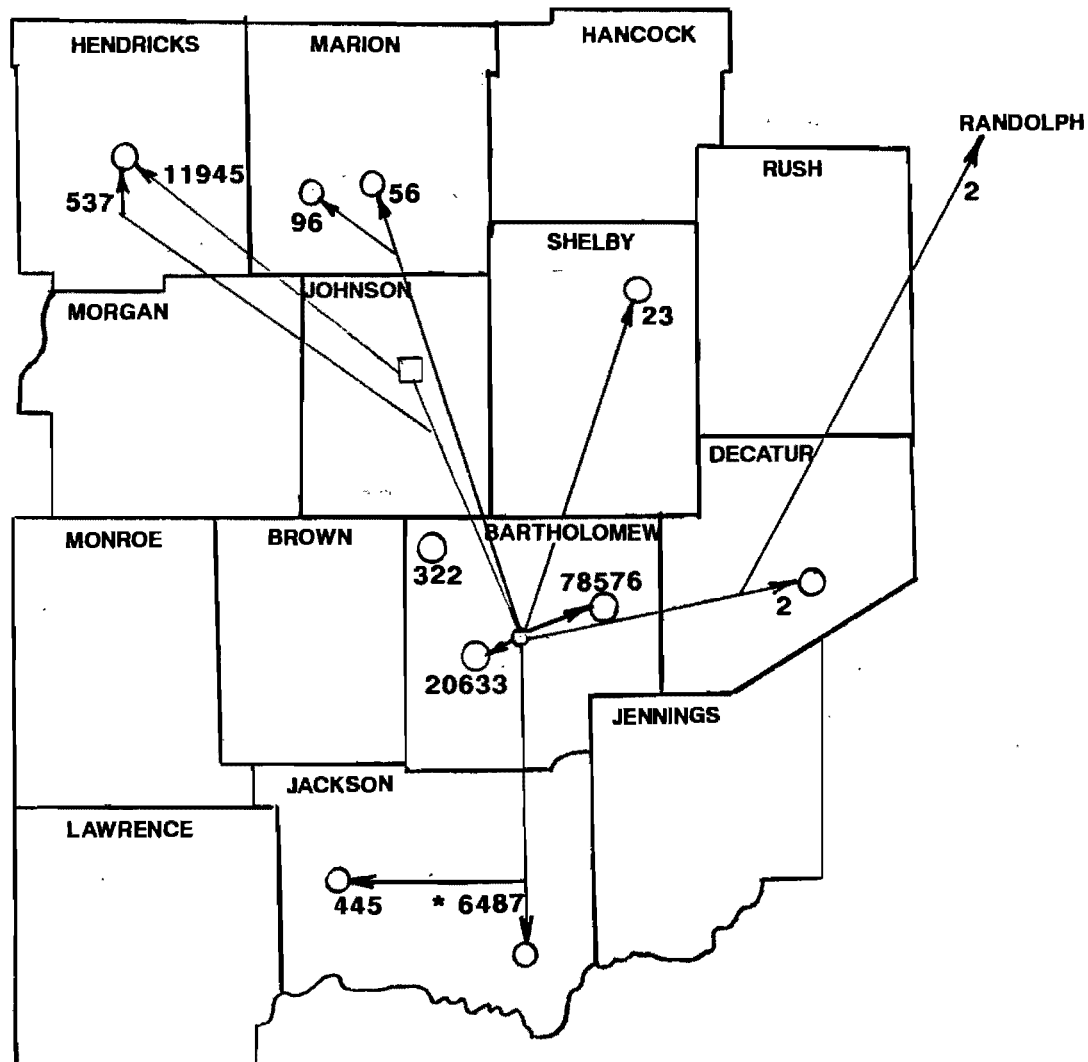 HENDRICKS
MARION
HANCOCK
RANDOLPH
2
RUSH
11945
537
96
56
SHELBY
23
MORGAN
JOHNSON
DECATUR
MONROE
BROWN
BARTHOLOMEW
322
78576
2
20633
JENNINGS
JACKSON
LAWRENCE
445
* 6487